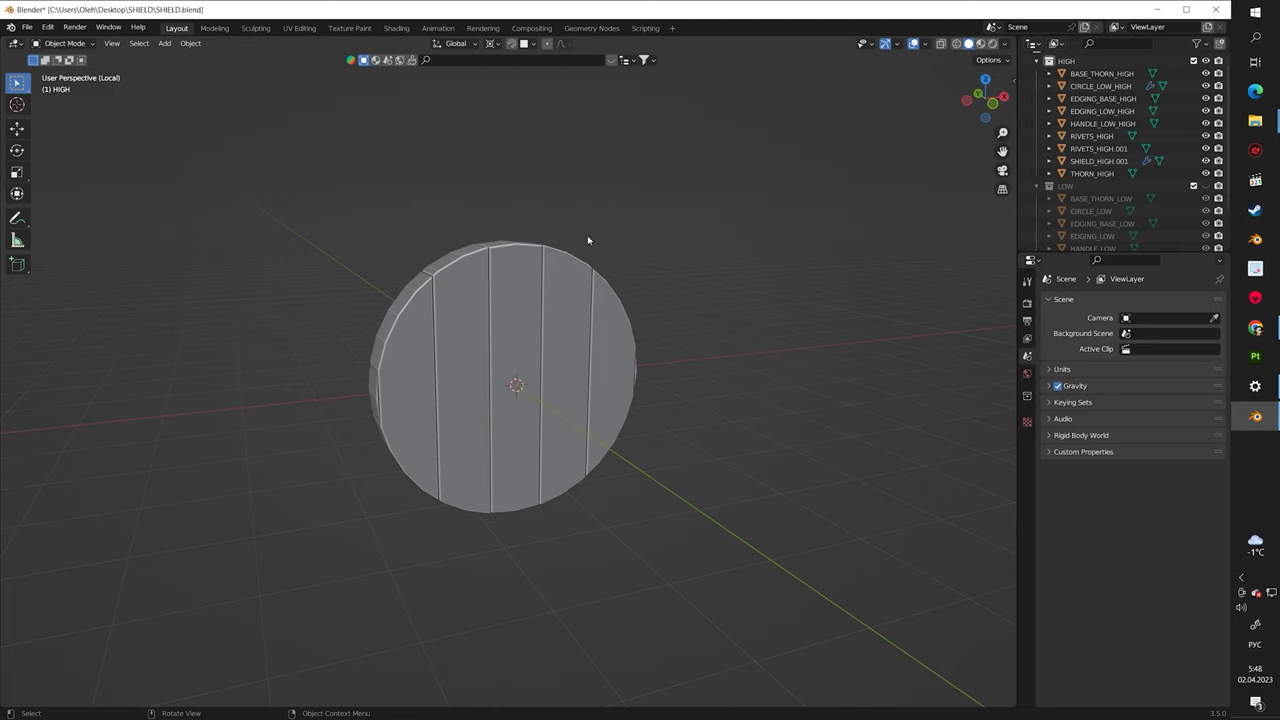 Blender* [C:\Users\Oleh\Desktop\SHIELD\SHIELD.blend]
File Edit Render Window Help Layout Modeling Sculpting UV Editing Texture Paint Shading Animation Rendering Compositing Geometry Nodes Scripting Scene ViewLayer
Object Mode View Select Add Object Global
Options
User Perspective (Local)
(1) HIGH
Z
Y
X
HIGH
BASE_THORN_HIGH
CIRCLE_LOW_HIGH
EDGING_BASE_HIGH
EDGING_LOW_HIGH
HANDLE_LOW_HIGH
RIVETS_HIGH
RIVETS_HIGH.001
SHIELD_HIGH.001
THORN_HIGH
LOW
BASE_THORN_LOW
CIRCLE_LOW
EDGING_BASE_LOW
EDGING_LOW
HANDLE_LOW
Scene ViewLayer
Scene
Camera
Background Scene
Active Clip
Units
Gravity
Keying Sets
Audio
Rigid Body World
Custom Properties
Pt
-1°C
РУС
5:48
02.04.2023
3
Select Rotate View Object Context Menu 3.5.0